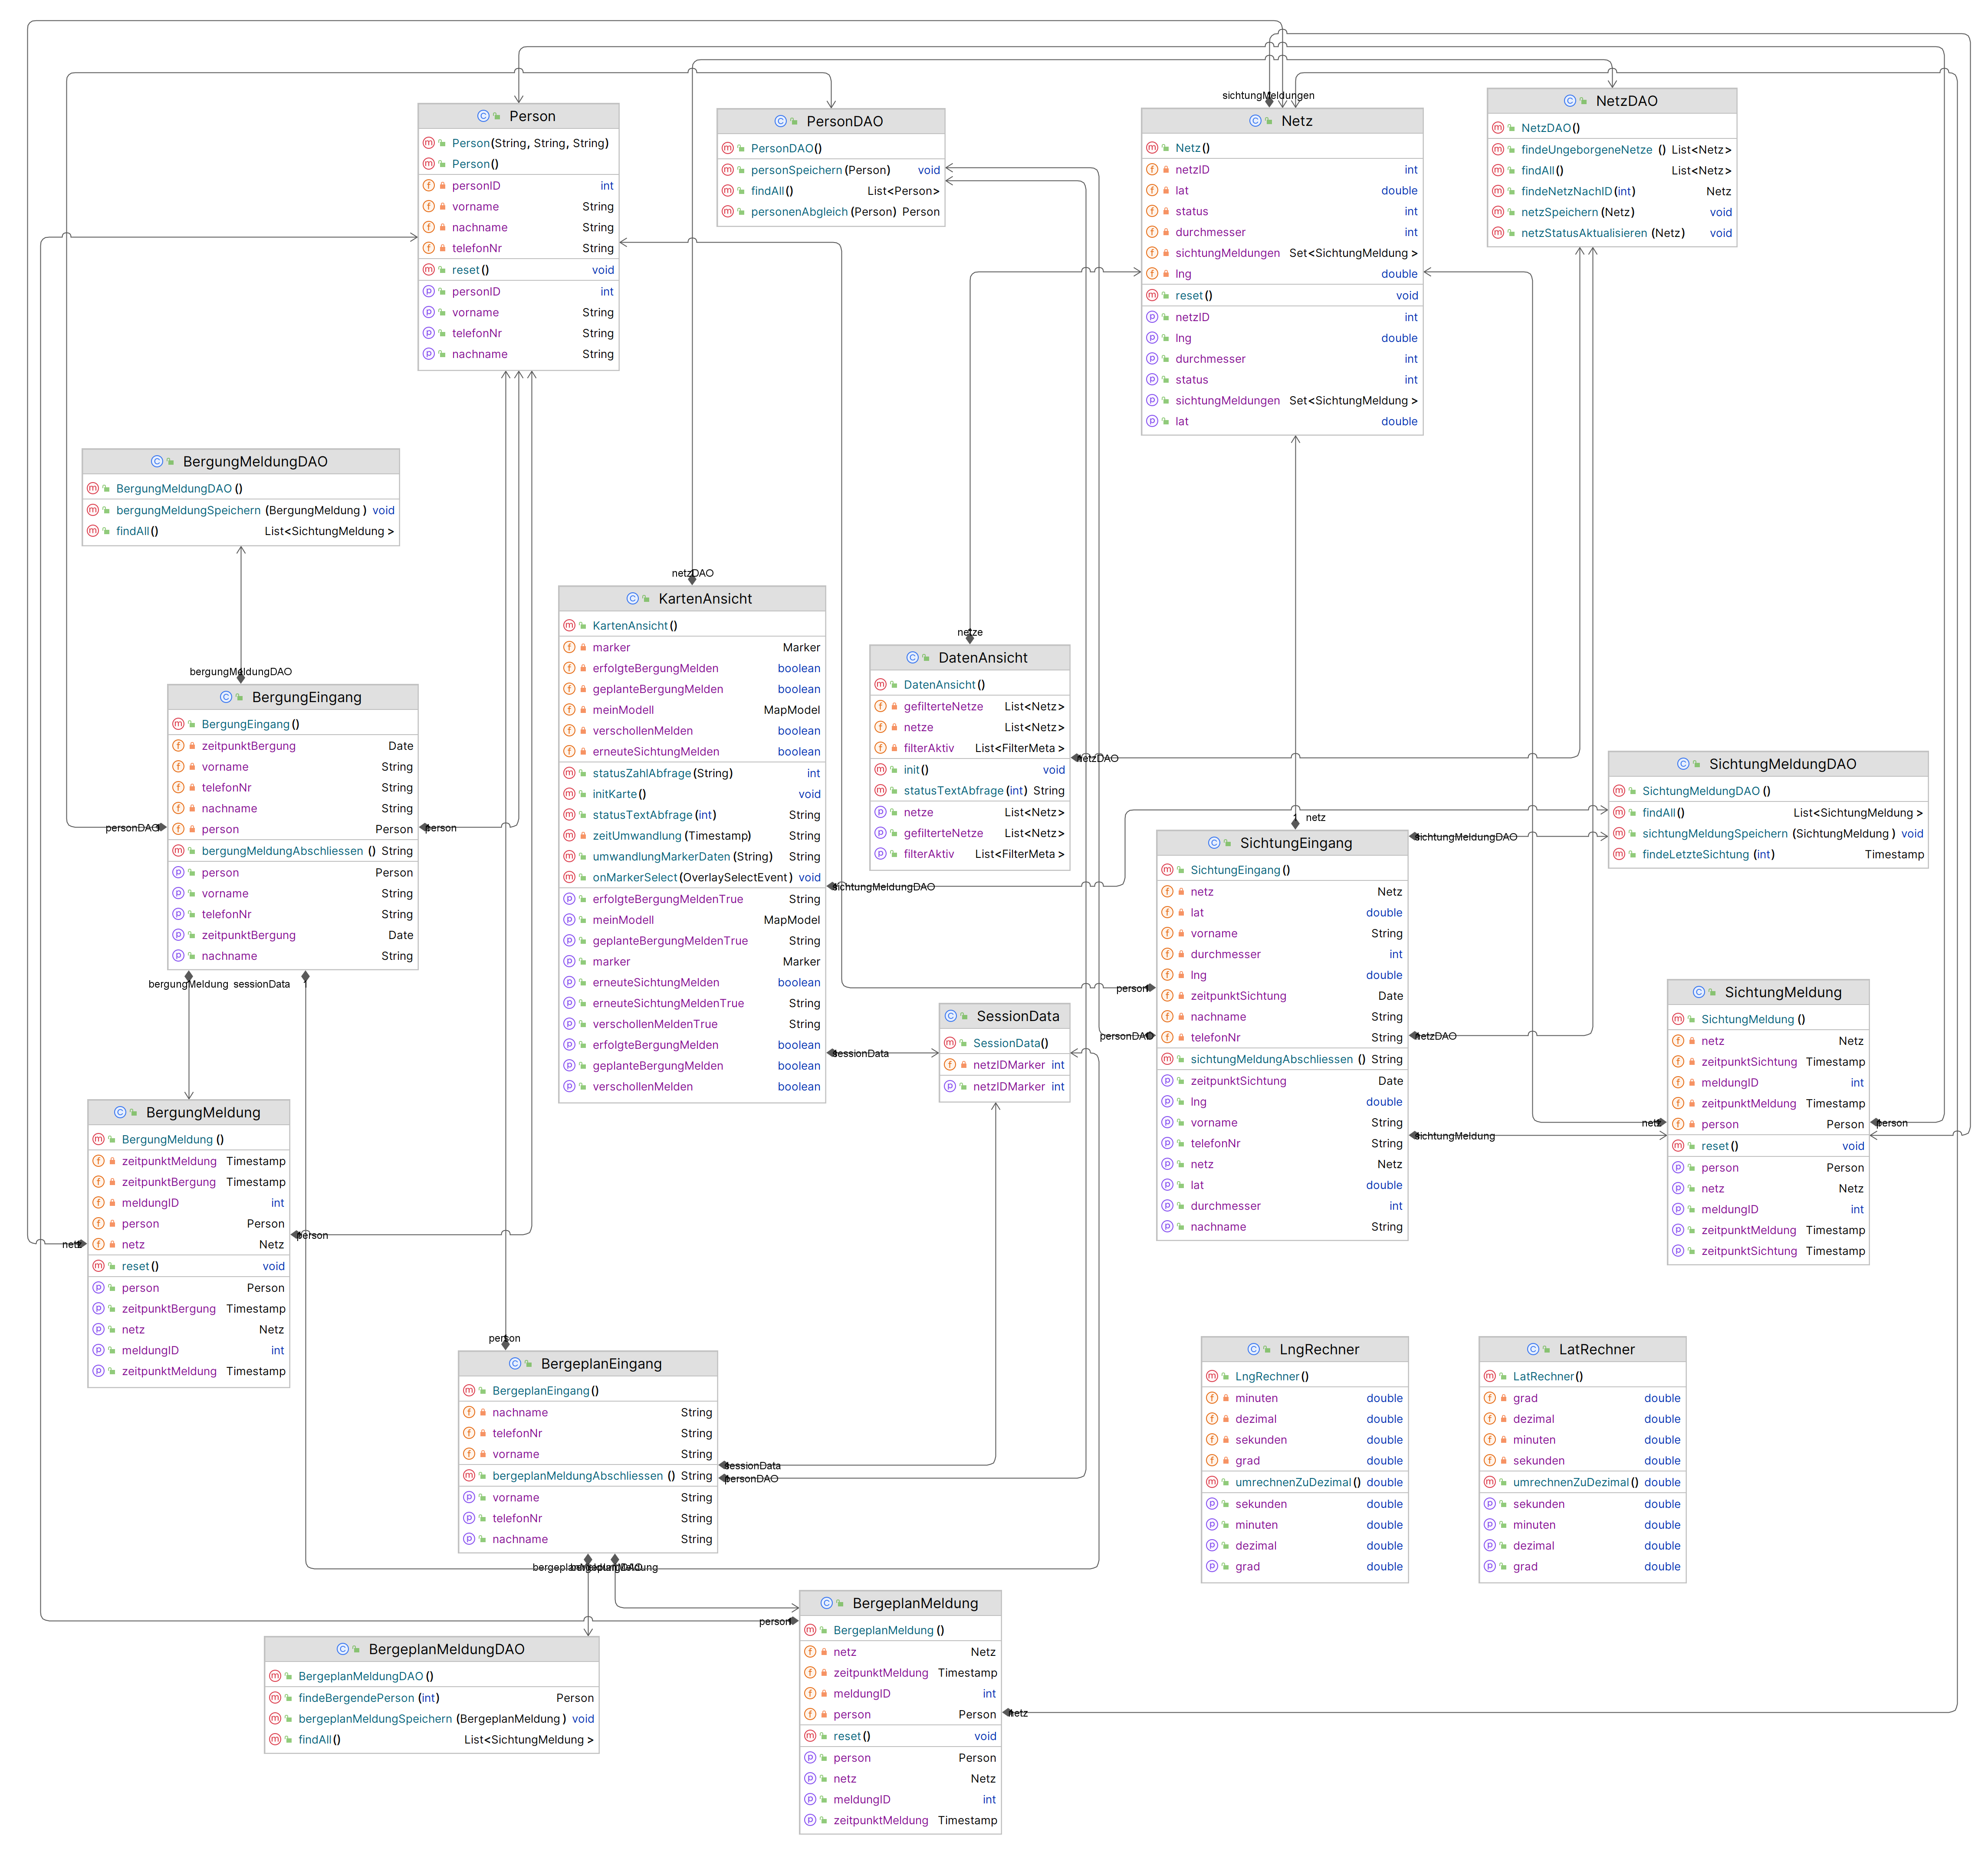 sichtungMeldungen
Person
Person(String, String, String)
Person()
personID int
vorname String
nachname String
telefonNr String
reset() void
personID int
vorname String
telefonNr String
nachname String
PersonDAO
PersonDAO()
personSpeichern (Person) void
findAll() List<Person>
personenAbgleich (Person) Person
Netz
Netz()
netzID int
lat double
status int
durchmesser int
sichtungMeldungen Set<SichtungMeldung >
lng double
reset() void
netzID int
lng double
durchmesser int
status int
sichtungMeldungen Set<SichtungMeldung >
lat double
NetzDAO
NetzDAO()
findeUngeborgeneNetze () List<Netz>
findAll() List<Netz>
findeNetzNachID(int) Netz
netzSpeichern (Netz) void
netzStatusAktualisieren (Netz) void
BergungMeldungDAO
BergungMeldungDAO ()
bergungMeldungSpeichern (BergungMeldung ) void
findAll() List<SichtungMeldung >
bergungMeldungDAO
BergungEingang
BergungEingang()
zeitpunktBergung Date
vorname String
telefonNr String
nachname String
person Person
bergungMeldungAbschliessen () String
person Person
vorname String
telefonNr String
zeitpunktBergung Date
nachname String
personDAO
person
bergungMeldung sessionData
netzDAO
KartenAnsicht
KartenAnsicht()
marker Marker
erfolgteBergungMelden boolean
geplanteBergungMelden boolean
meinModell MapModel
verschollenMelden boolean
erneuteSichtungMelden boolean
statusZahlAbfrage (String) int
initKarte() void
statusTextAbfrage (int) String
zeitUmwandlung (Timestamp) String
umwandlungMarkerDaten (String) String
onMarkerSelect(OverlaySelectEvent) void
erfolgteBergungMeldenTrue String
meinModell MapModel
geplanteBergungMeldenTrue String
marker Marker
erneuteSichtungMelden boolean
erneuteSichtungMeldenTrue String
verschollenMeldenTrue String
erfolgteBergungMelden boolean
geplanteBergungMelden boolean
verschollenMelden boolean
sichtungMeldungDAO
sessionData
netze
DatenAnsicht
DatenAnsicht()
gefilterteNetze List<Netz>
netze List<Netz>
filterAktiv List<FilterMeta >
init() void
statusTextAbfrage (int) String
netze List<Netz>
gefilterteNetze List<Netz>
filterAktiv List<FilterMeta >
netzDAO
SichtungMeldungDAO
SichtungMeldungDAO ()
findAll() List<SichtungMeldung >
sichtungMeldungSpeichern (SichtungMeldung ) void
findeLetzteSichtung (int) Timestamp
netz
SichtungEingang
SichtungEingang()
netz Netz
lat double
vorname String
durchmesser int
lng double
zeitpunktSichtung Date
nachname String
telefonNr String
sichtungMeldungAbschliessen () String
zeitpunktSichtung Date
lng double
vorname String
telefonNr String
netz Netz
lat double
durchmesser int
nachname String
sichtungMeldungDAO
person
personDAO
netzDAO
sichtungMeldung
SessionData
SessionData()
netzIDMarker int
netzIDMarker int
SichtungMeldung
SichtungMeldung ()
netz Netz
zeitpunktSichtung Timestamp
meldungID int
zeitpunktMeldung Timestamp
person Person
reset() void
person Person
netz Netz
meldungID int
zeitpunktMeldung Timestamp
zeitpunktSichtung Timestamp
netz
person
BergungMeldung
BergungMeldung ()
zeitpunktMeldung Timestamp
zeitpunktBergung Timestamp
meldungID int
person Person
netz Netz
reset() void
person Person
zeitpunktBergung Timestamp
netz Netz
meldungID int
zeitpunktMeldung Timestamp
netz
person
person
BergeplanEingang
BergeplanEingang()
nachname String
telefonNr String
vorname String
bergeplanMeldungAbschliessen () String
vorname String
telefonNr String
nachname String
sessionData
personDAO
LngRechner
LngRechner()
minuten double
dezimal double
sekunden double
grad double
umrechnenZuDezimal() double
sekunden double
minuten double
dezimal double
grad double
LatRechner
LatRechner()
grad double
dezimal double
minuten double
sekunden double
umrechnenZuDezimal() double
sekunden double
minuten double
dezimal double
grad double
BergeplanMeldungDAO
BergeplanMeldungDAO ()
findeBergendePerson (int) Person
bergeplanMeldungSpeichern (BergeplanMeldung ) void
findAll() List<SichtungMeldung >
person
BergeplanMeldung
BergeplanMeldung ()
netz Netz
zeitpunktMeldung Timestamp
meldungID int
person Person
reset() void
person Person
netz Netz
meldungID int
zeitpunktMeldung Timestamp
netz